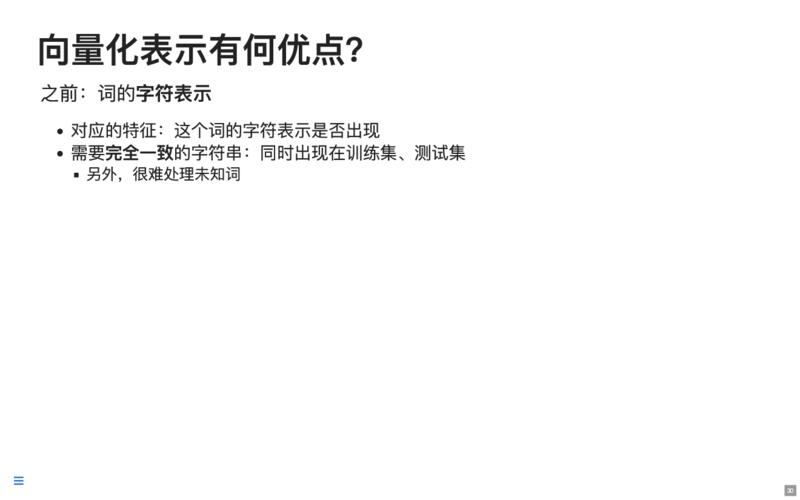 向量化表示有何优点?
之前：词的字符表示
• 对应的特征：这个词的字符表示是否出现
• 需要完全一致的字符串：同时出现在训练集、测试集
▪ 另外，很难处理未知词
30